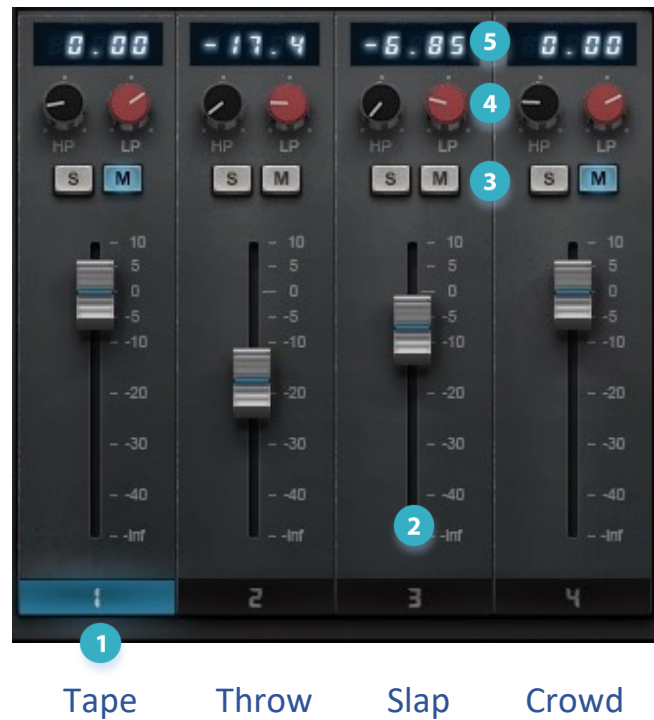 0.00 -17.4 -6.85 5 0.00
4
HP LP HP LP HP LP HP LP
S M S M S M 3 S M
10 10 10 10
5 5 5 5
0 0 0 0
-5 -5 -5 -5
-10 -10 -10 -10
-20 -20 -20 -20
-30 -30 -30 -30
-40 -40 -40 -40
-Inf -Inf 2 -Inf -Inf
1 2 3 4
1
Tape Throw Slap Crowd